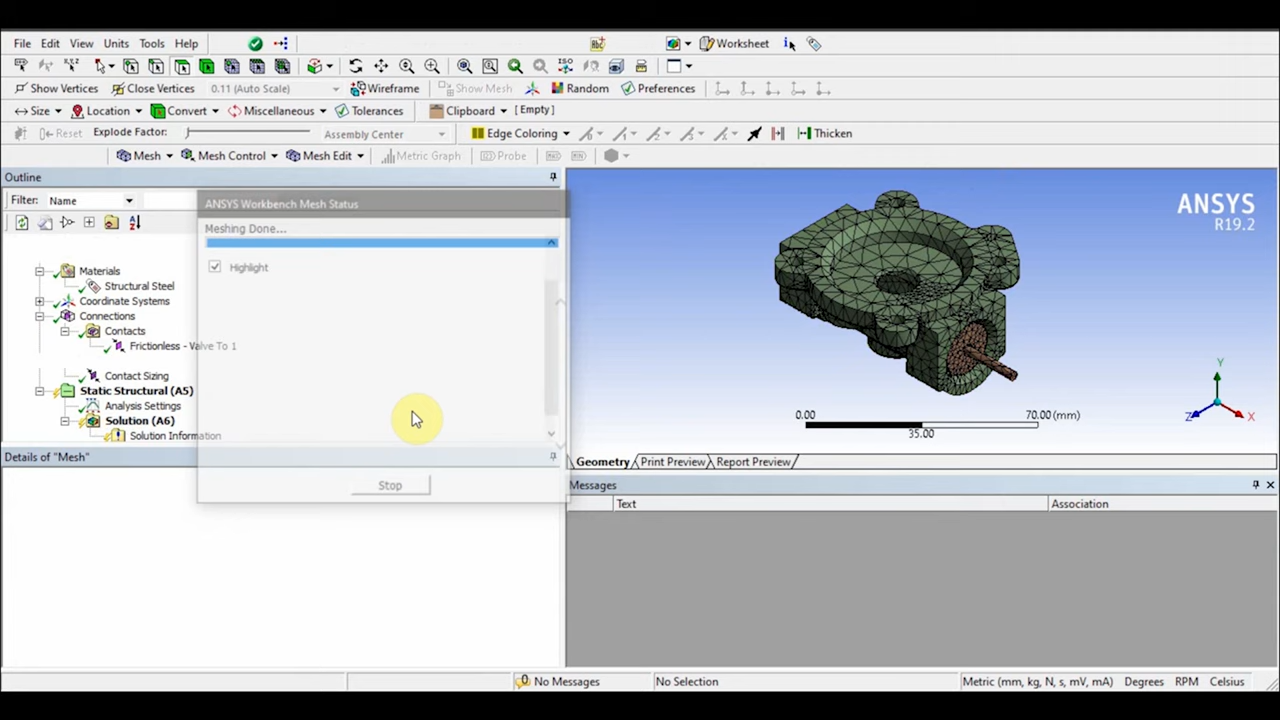 File Edit View Units Tools Help Worksheet
Show Vertices Close Vertices 0.11 (Auto Scale) Wireframe Show Mesh Random Preferences
Size Location Convert Miscellaneous Tolerances Clipboard [Empty]
Reset Explode Factor: Assembly Center Edge Coloring Thicken
Mesh Mesh Control Mesh Edit Metric Graph Probe
Outline
Filter: Name
ANSYS Workbench Mesh Status
Meshing Done...
Highlight
Materials
Structural Steel
Coordinate Systems
Connections
Contacts
Frictionless - Valve To 1
Contact Sizing
Static Structural (A5)
Analysis Settings
Solution (A6)
Solution Information
Stop
Details of "Mesh"
ANSYS
R19.2
0.00
70.00 (mm)
35.00
Y
Z
X
Geometry Print Preview Report Preview
Messages
Text Association
No Messages No Selection Metric (mm, kg, N, s, mV, mA) Degrees RPM Celsius